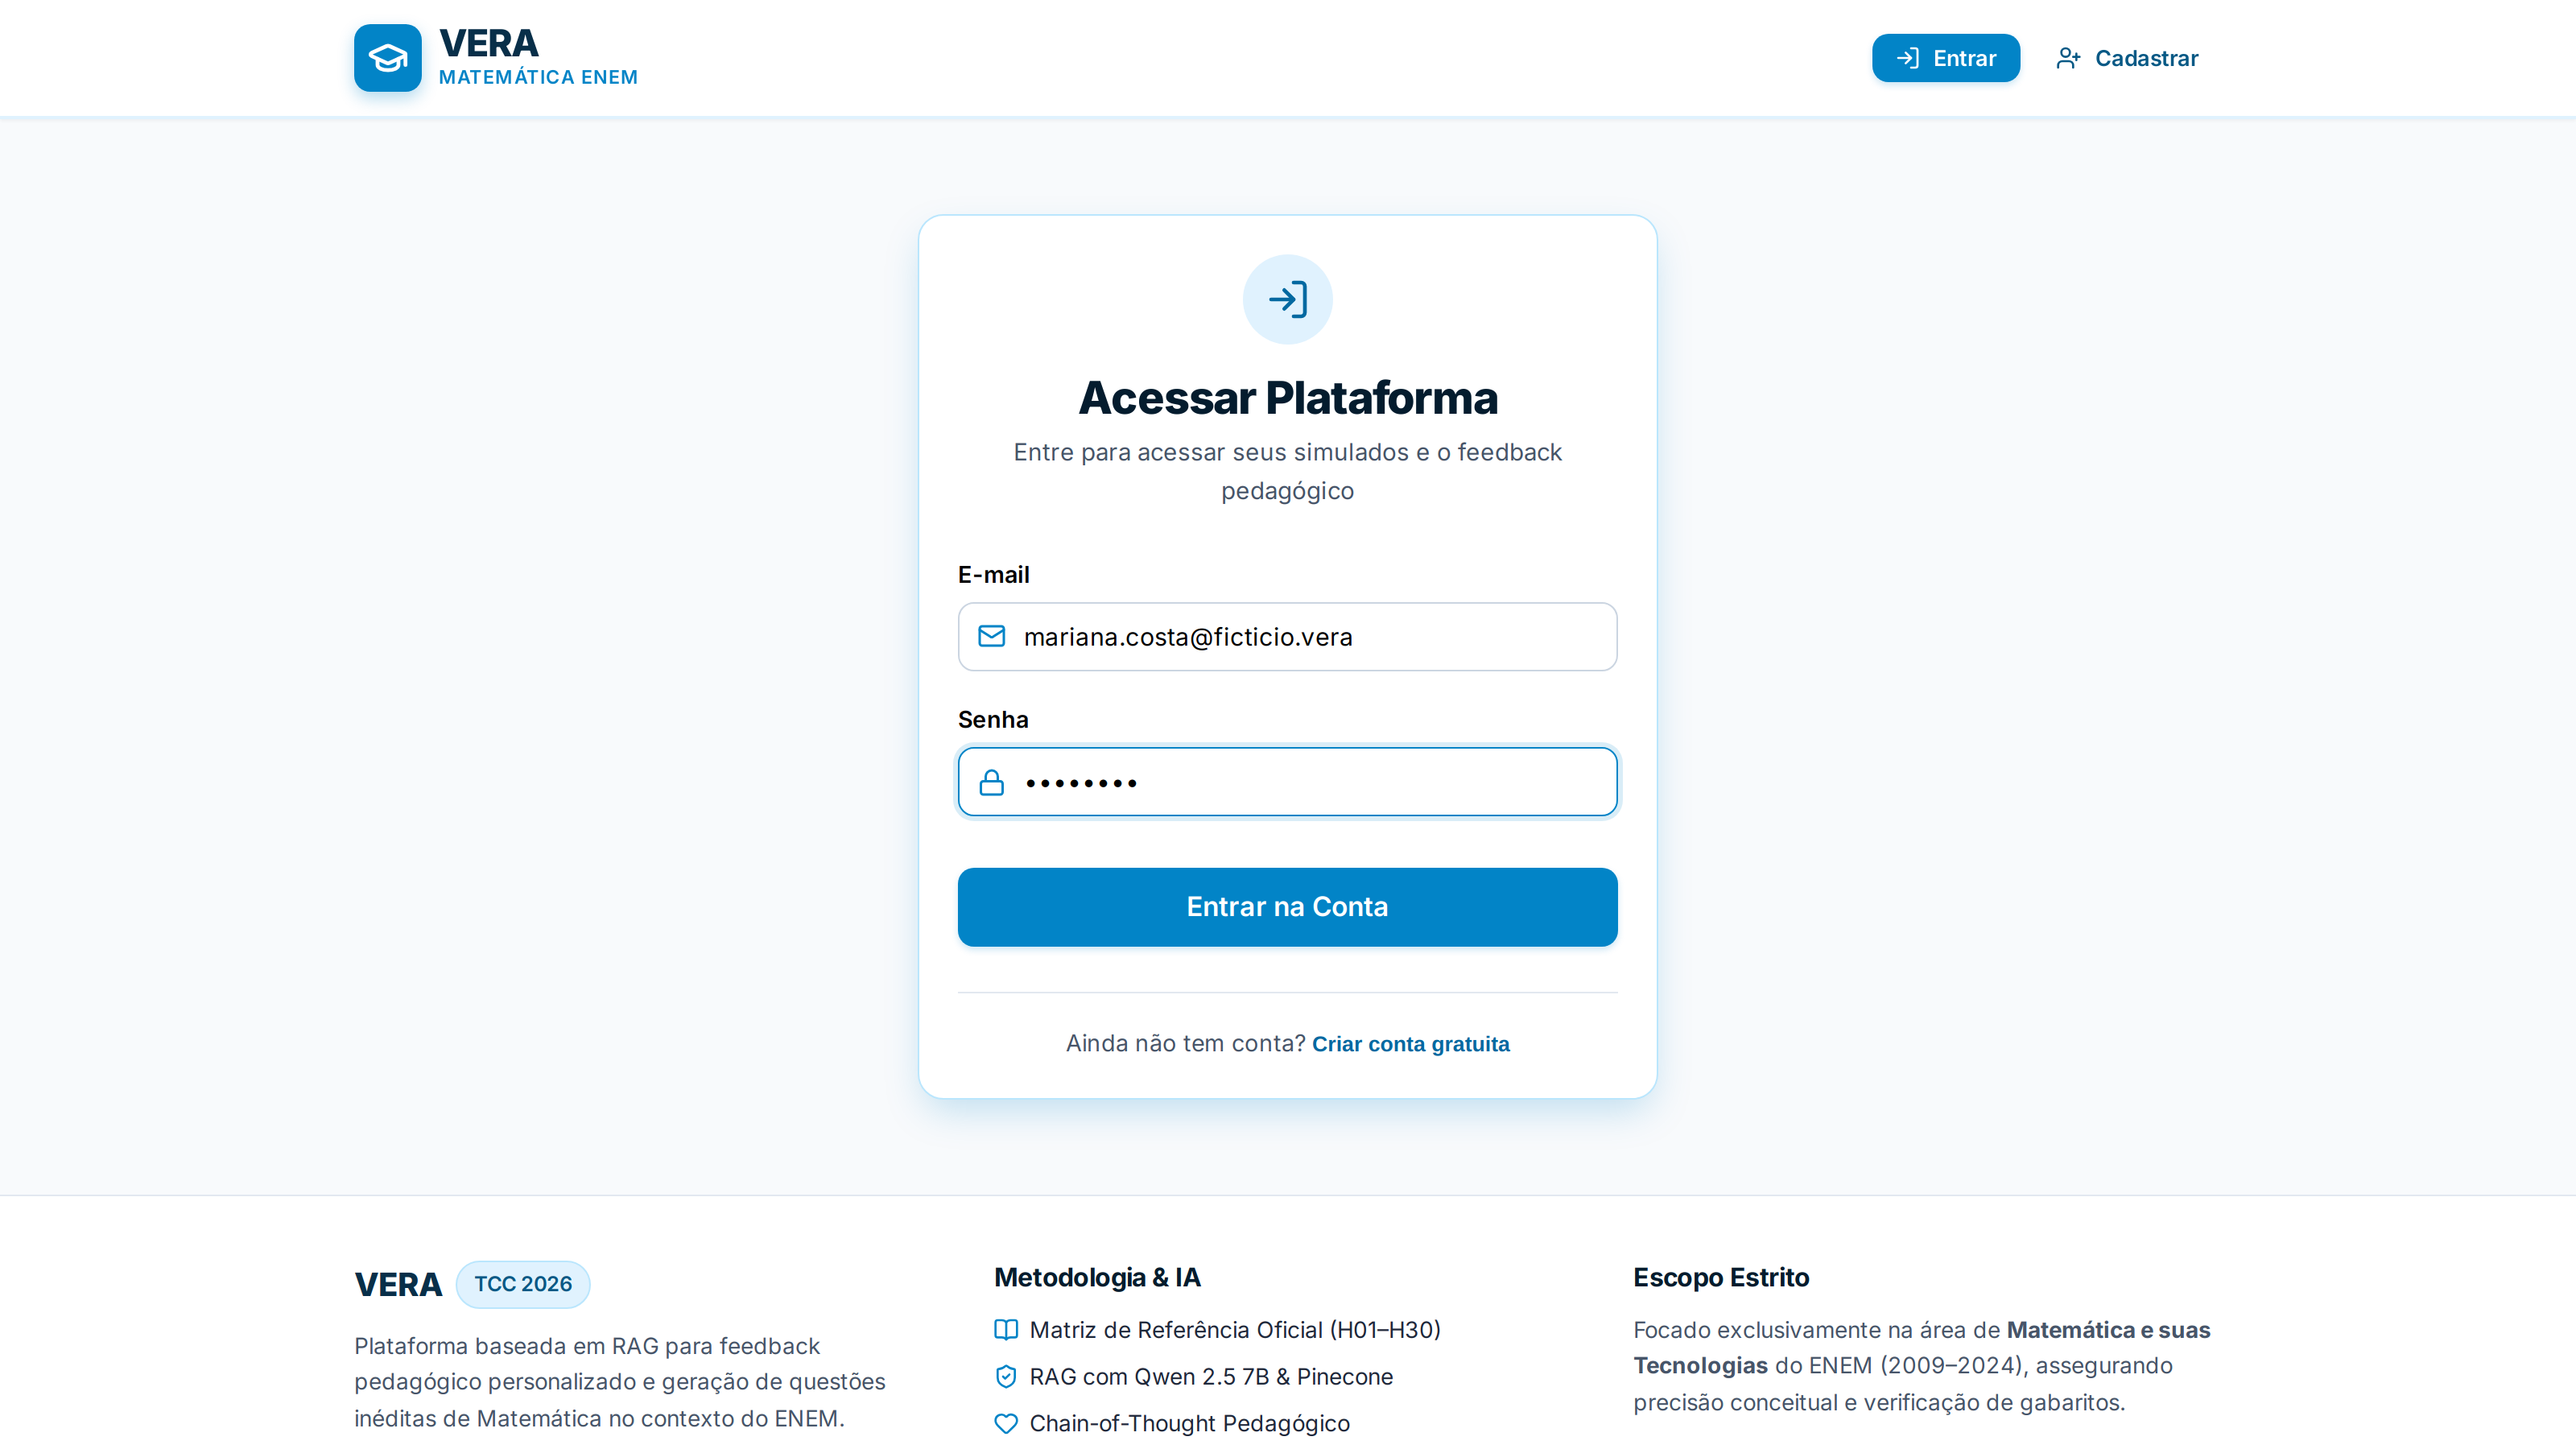 VERA
MATEMÁTICA ENEM
Entrar
Cadastrar
Acessar Plataforma
Entre para acessar seus simulados e o feedback
pedagógico
E-mail
mariana.costa@ficticio.vera
Senha
••••••••
Entrar na Conta
Ainda não tem conta? Criar conta gratuita
VERA TCC 2026
Plataforma baseada em RAG para feedback
pedagógico personalizado e geração de questões
inéditas de Matemática no contexto do ENEM.
Metodologia & IA
Matriz de Referência Oficial (H01–H30)
RAG com Qwen 2.5 7B & Pinecone
Chain-of-Thought Pedagógico
Escopo Estrito
Focado exclusivamente na área de Matemática e suas
Tecnologias do ENEM (2009–2024), assegurando
precisão conceitual e verificação de gabaritos.